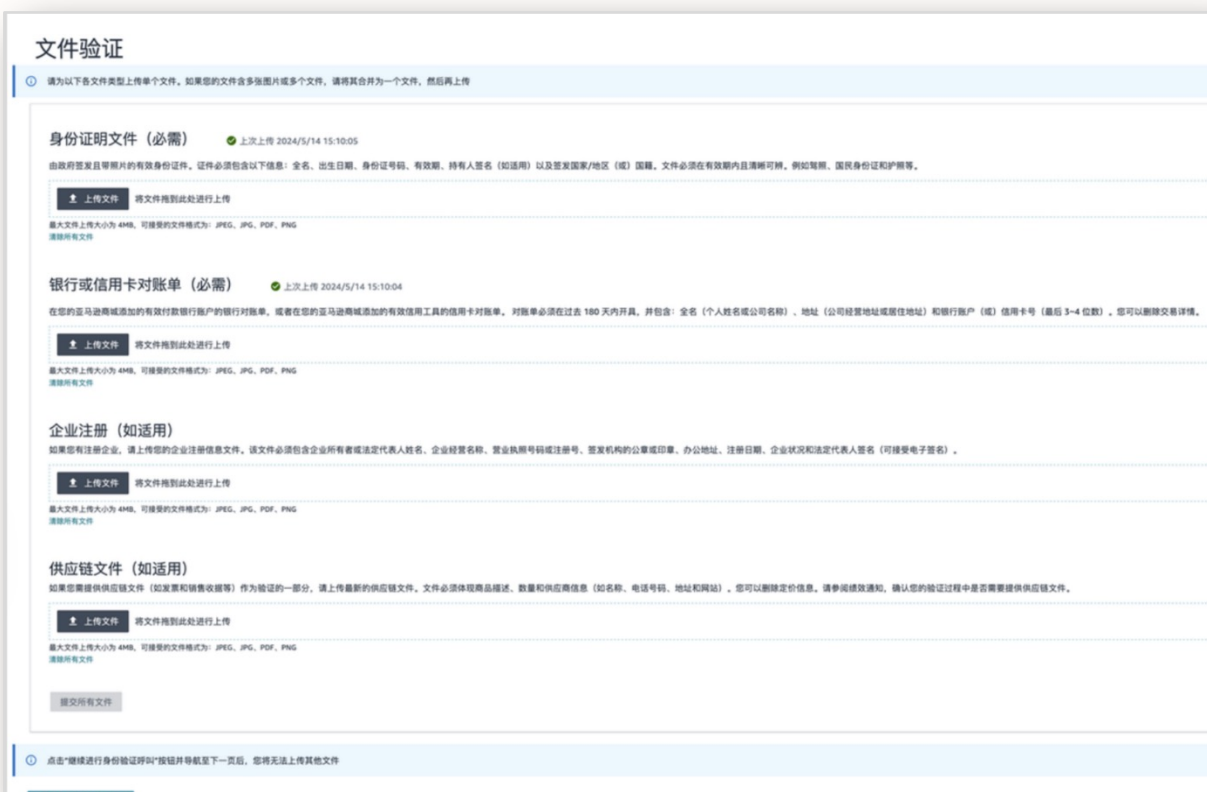 文件验证
请为以下各文件类型上传单个文件。如果您的文件含多张图片或多个文件，请将其合并为一个文件，然后再上传
身份证明文件（必需） 上次上传 2024/5/14 15:10:05
由政府签发且带照片的有效身份证件。证件必须包含以下信息：全名、出生日期、身份证号码、有效期、持有人签名（如适用）以及签发国家/地区（或）国籍。文件必须在有效期内且清晰可辨。例如驾照、国民身份证和护照等。
上传文件 将文件拖到此处进行上传
最大文件上传大小为 4MB，可接受的文件格式为：JPEG、JPG、PDF、PNG
清除所有文件
银行或信用卡对账单（必需） 上次上传 2024/5/14 15:10:04
在您的亚马逊商城添加的有效付款银行账户的银行对账单，或者在您的亚马逊商城添加的有效信用工具的信用卡对账单。 对账单必须在过去 180 天内开具，并包含：全名（个人姓名或公司名称）、地址（公司经营地址或居住地址）和银行账户（或）信用卡号（最后 3-4 位数）。您可以删除交易详情。
上传文件 将文件拖到此处进行上传
最大文件上传大小为 4MB，可接受的文件格式为：JPEG、JPG、PDF、PNG
清除所有文件
企业注册（如适用）
如果您有注册企业，请上传您的企业注册信息文件。该文件必须包含企业所有者或法定代表人姓名、企业经营名称、营业执照号码或注册号、签发机构的公章或印章、办公地址、注册日期、企业状况和法定代表人签名（可接受电子签名）。
上传文件 将文件拖到此处进行上传
最大文件上传大小为 4MB，可接受的文件格式为：JPEG、JPG、PDF、PNG
清除所有文件
供应链文件（如适用）
如果您需提供供应链文件（如发票和销售收据等）作为验证的一部分，请上传最新的供应链文件。文件必须体现商品描述、数量和供应商信息（如名称、电话号码、地址和网站）。您可以删除定价信息。请参阅绩效通知，确认您的验证过程中是否需要提供供应链文件。
上传文件 将文件拖到此处进行上传
最大文件上传大小为 4MB，可接受的文件格式为：JPEG、JPG、PDF、PNG
清除所有文件
提交所有文件
点击"继续进行身份验证呼叫"按钮并导航至下一页后，您将无法上传其他文件